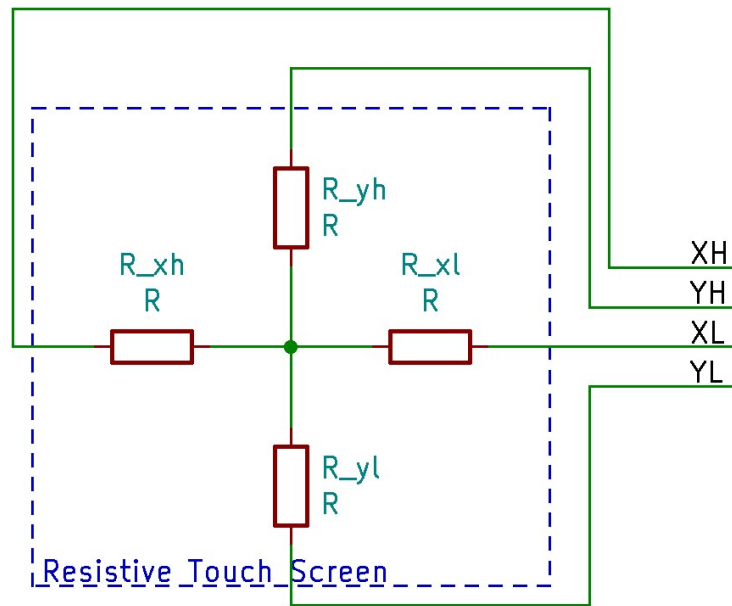 R_yh
R
R_xh
R
R_xl
R
XH
YH
XL
YL
R_yl
R
Resistive Touch Screen